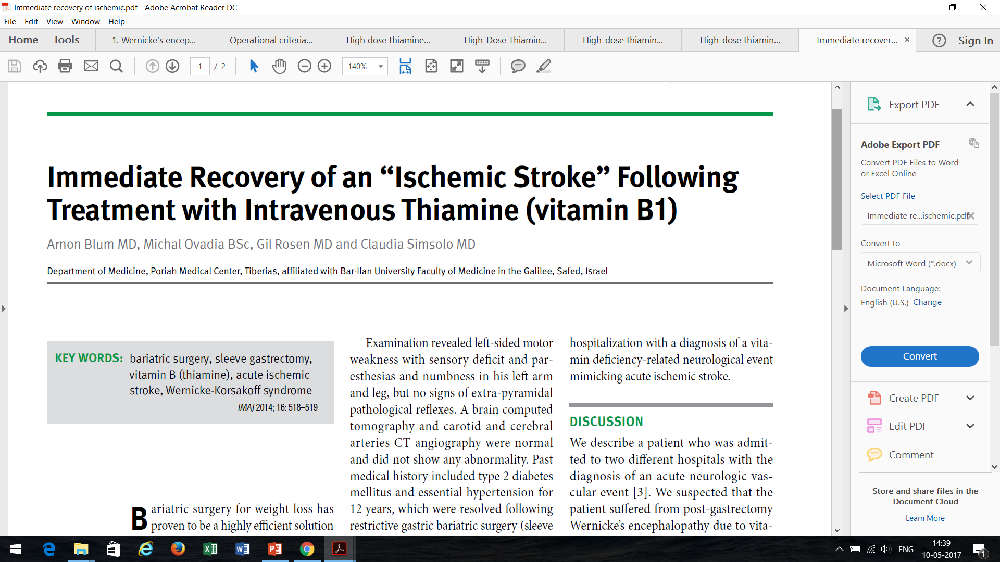 Immediate recovery of ischemic.pdf - Adobe Acrobat Reader DC
File Edit View Window Help
Home Tools 1. Wernicke’s encep... Operational criteria... High dose thiamine... High-Dose Thiamin... High-dose thiamin... High-dose thiamin... Immediate recover... × ? Sign In
1 / 2 140%
Immediate Recovery of an “Ischemic Stroke” Following
Treatment with Intravenous Thiamine (vitamin B1)
Arnon Blum MD, Michal Ovadia BSc, Gil Rosen MD and Claudia Simsolo MD
Department of Medicine, Poriah Medical Center, Tiberias, affiliated with Bar-Ilan University Faculty of Medicine in the Galilee, Safed, Israel
KEY WORDS: bariatric surgery, sleeve gastrectomy,
vitamin B (thiamine), acute ischemic
stroke, Wernicke-Korsakoff syndrome
IMAJ 2014; 16: 518–519
Bariatric surgery for weight loss has
proven to be a highly efficient solution
Examination revealed left-sided motor
weakness with sensory deficit and par-
esthesias and numbness in his left arm
and leg, but no signs of extra-pyramidal
pathological reflexes. A brain computed
tomography and carotid and cerebral
arteries CT angiography were normal
and did not show any abnormality. Past
medical history included type 2 diabetes
mellitus and essential hypertension for
12 years, which were resolved following
restrictive gastric bariatric surgery (sleeve
hospitalization with a diagnosis of a vita-
min deficiency-related neurological event
mimicking acute ischemic stroke.
DISCUSSION
We describe a patient who was admit-
ted to two different hospitals with the
diagnosis of an acute neurologic vas-
cular event [3]. We suspected that the
patient suffered from post-gastrectomy
Wernicke’s encephalopathy due to vita-
Export PDF
Adobe Export PDF
Convert PDF Files to Word
or Excel Online
Select PDF File
Immediate re...ischemic.pdf
Convert to
Microsoft Word (*.docx)
Document Language:
English (U.S.) Change
Convert
Create PDF
Edit PDF
Comment
Store and share files in the
Document Cloud
Learn More
ENG
14:39
10-05-2017
1